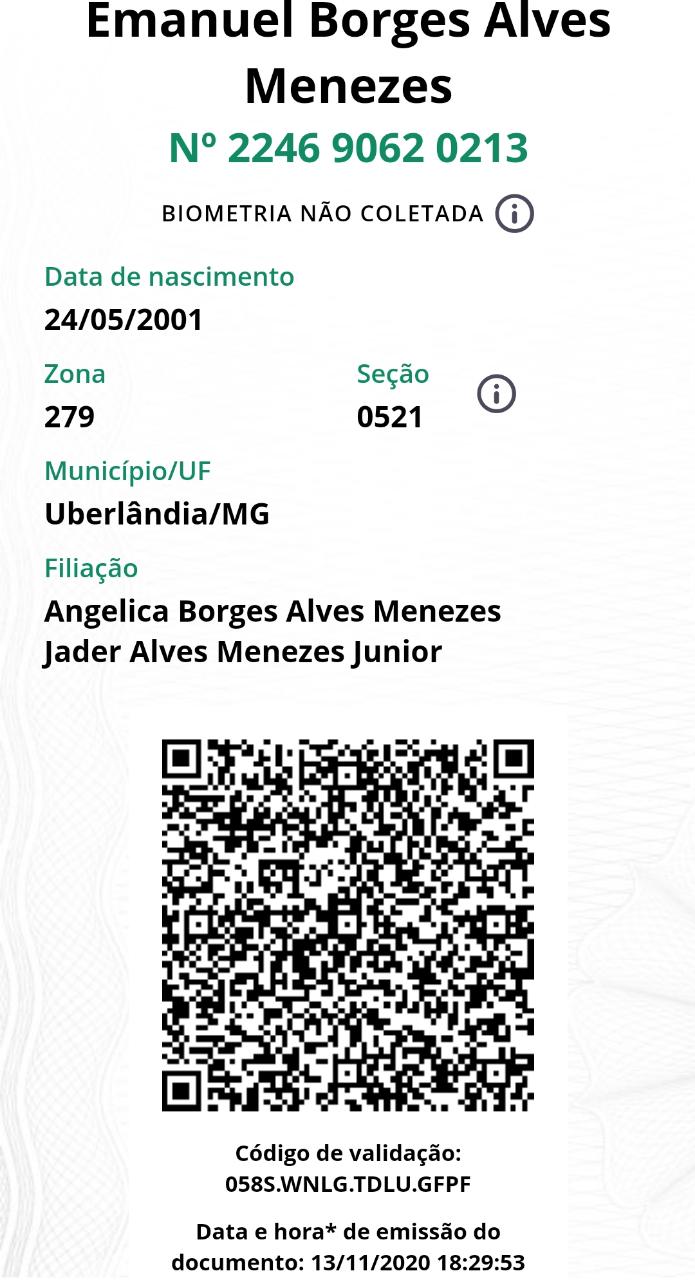 Emanuel Borges Alves
Menezes
Nº 2246 9062 0213
BIOMETRIA NÃO COLETADA
Data de nascimento
24/05/2001
Zona
Seção
279
0521
Município/UF
Uberlândia/MG
Filiação
Angelica Borges Alves Menezes
Jader Alves Menezes Junior
Código de validação:
058S.WNLG.TDLU.GFPF
Data e hora* de emissão do
documento: 13/11/2020 18:29:53